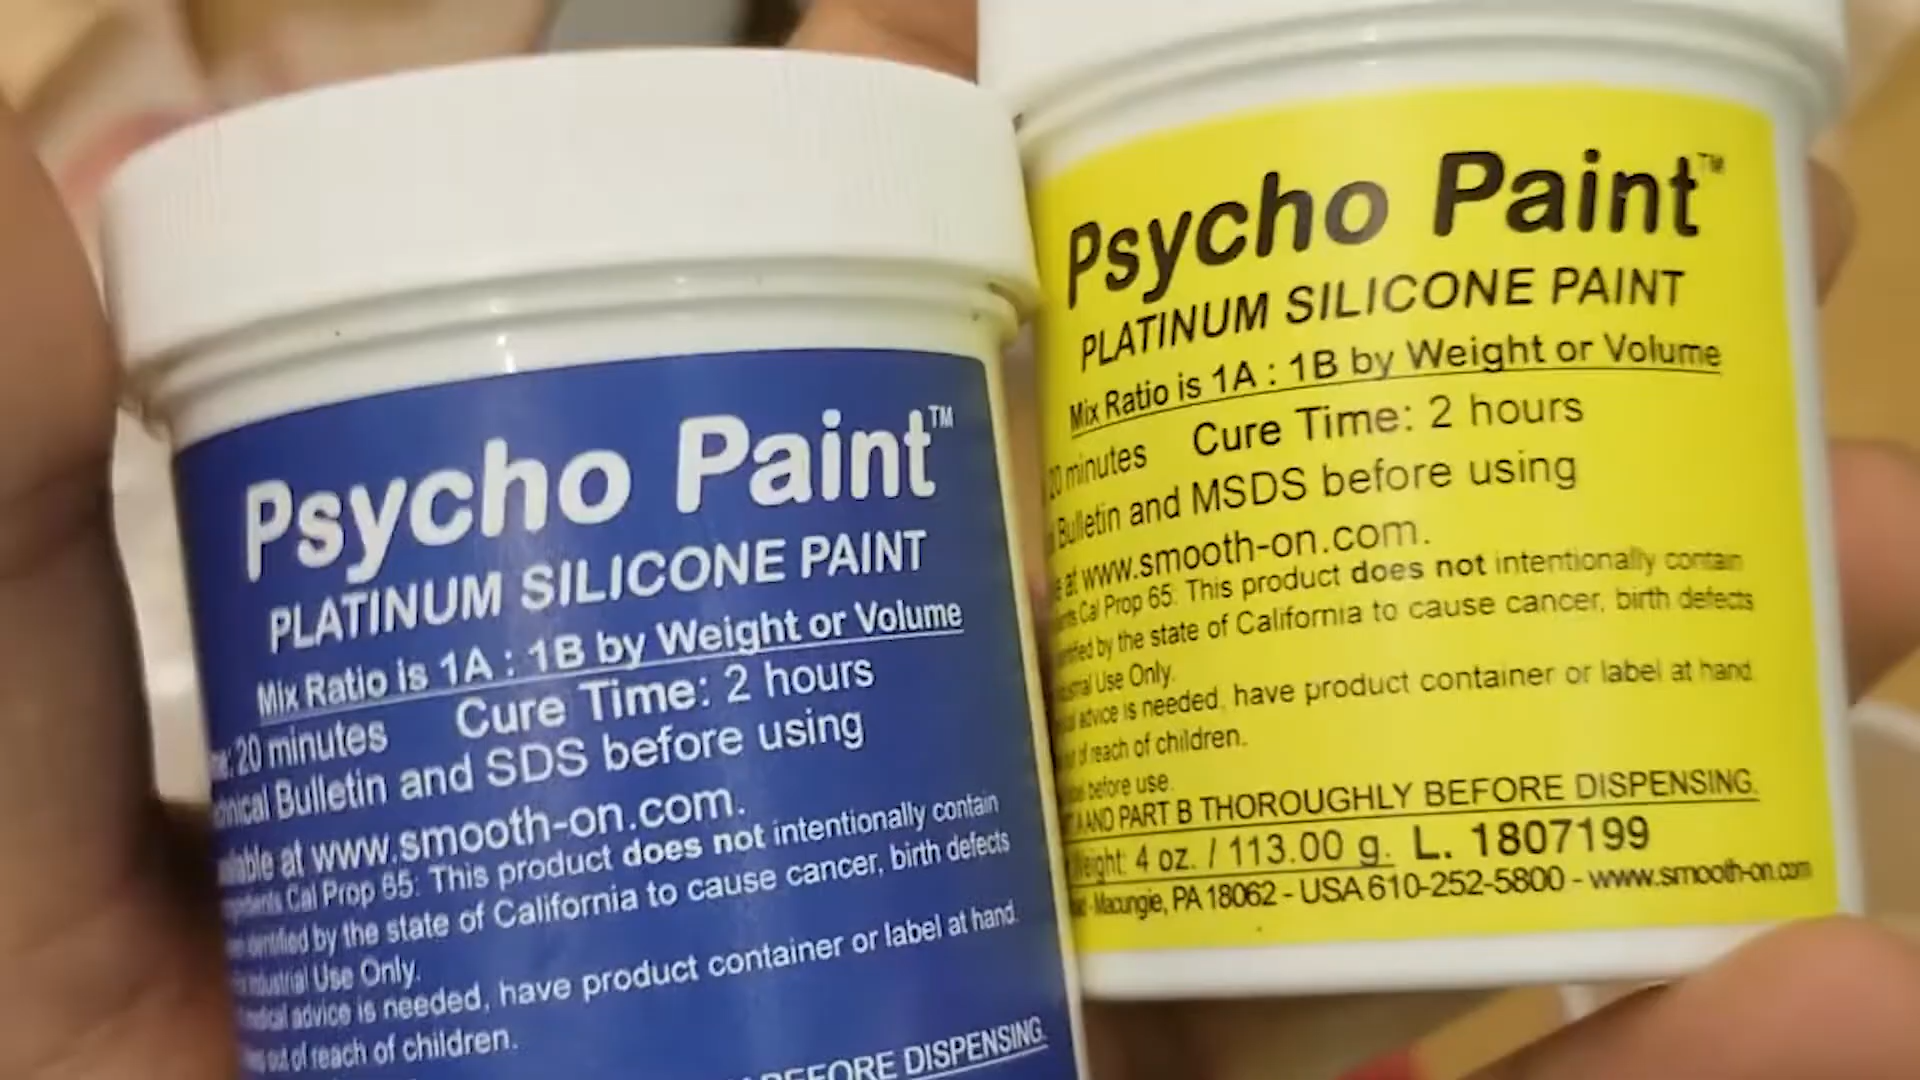 Psycho Paint™
PLATINUM SILICONE PAINT
Mix Ratio is 1A : 1B by Weight or Volume
20 minutes Cure Time: 2 hours
Bulletin and SDS before using
at www.smooth-on.com.
Cal Prop 65: This product does not intentionally contain
identified by the state of California to cause cancer, birth defects
Industrial Use Only.
advice is needed, have product container or label at hand.
out of reach of children.
BEFORE DISPENSING.
Psycho Paint™
PLATINUM SILICONE PAINT
Mix Ratio is 1A : 1B by Weight or Volume
20 minutes Cure Time: 2 hours
Bulletin and MSDS before using
at www.smooth-on.com.
Cal Prop 65: This product does not intentionally contain
by the state of California to cause cancer, birth defects
Use Only.
advice is needed, have product container or label at hand.
of reach of children.
before use.
AND PART B THOROUGHLY BEFORE DISPENSING.
Weight: 4 oz. / 113.00 g. L. 1807199
- Macungie, PA 18062 - USA 610-252-5800 - www.smooth-on.com